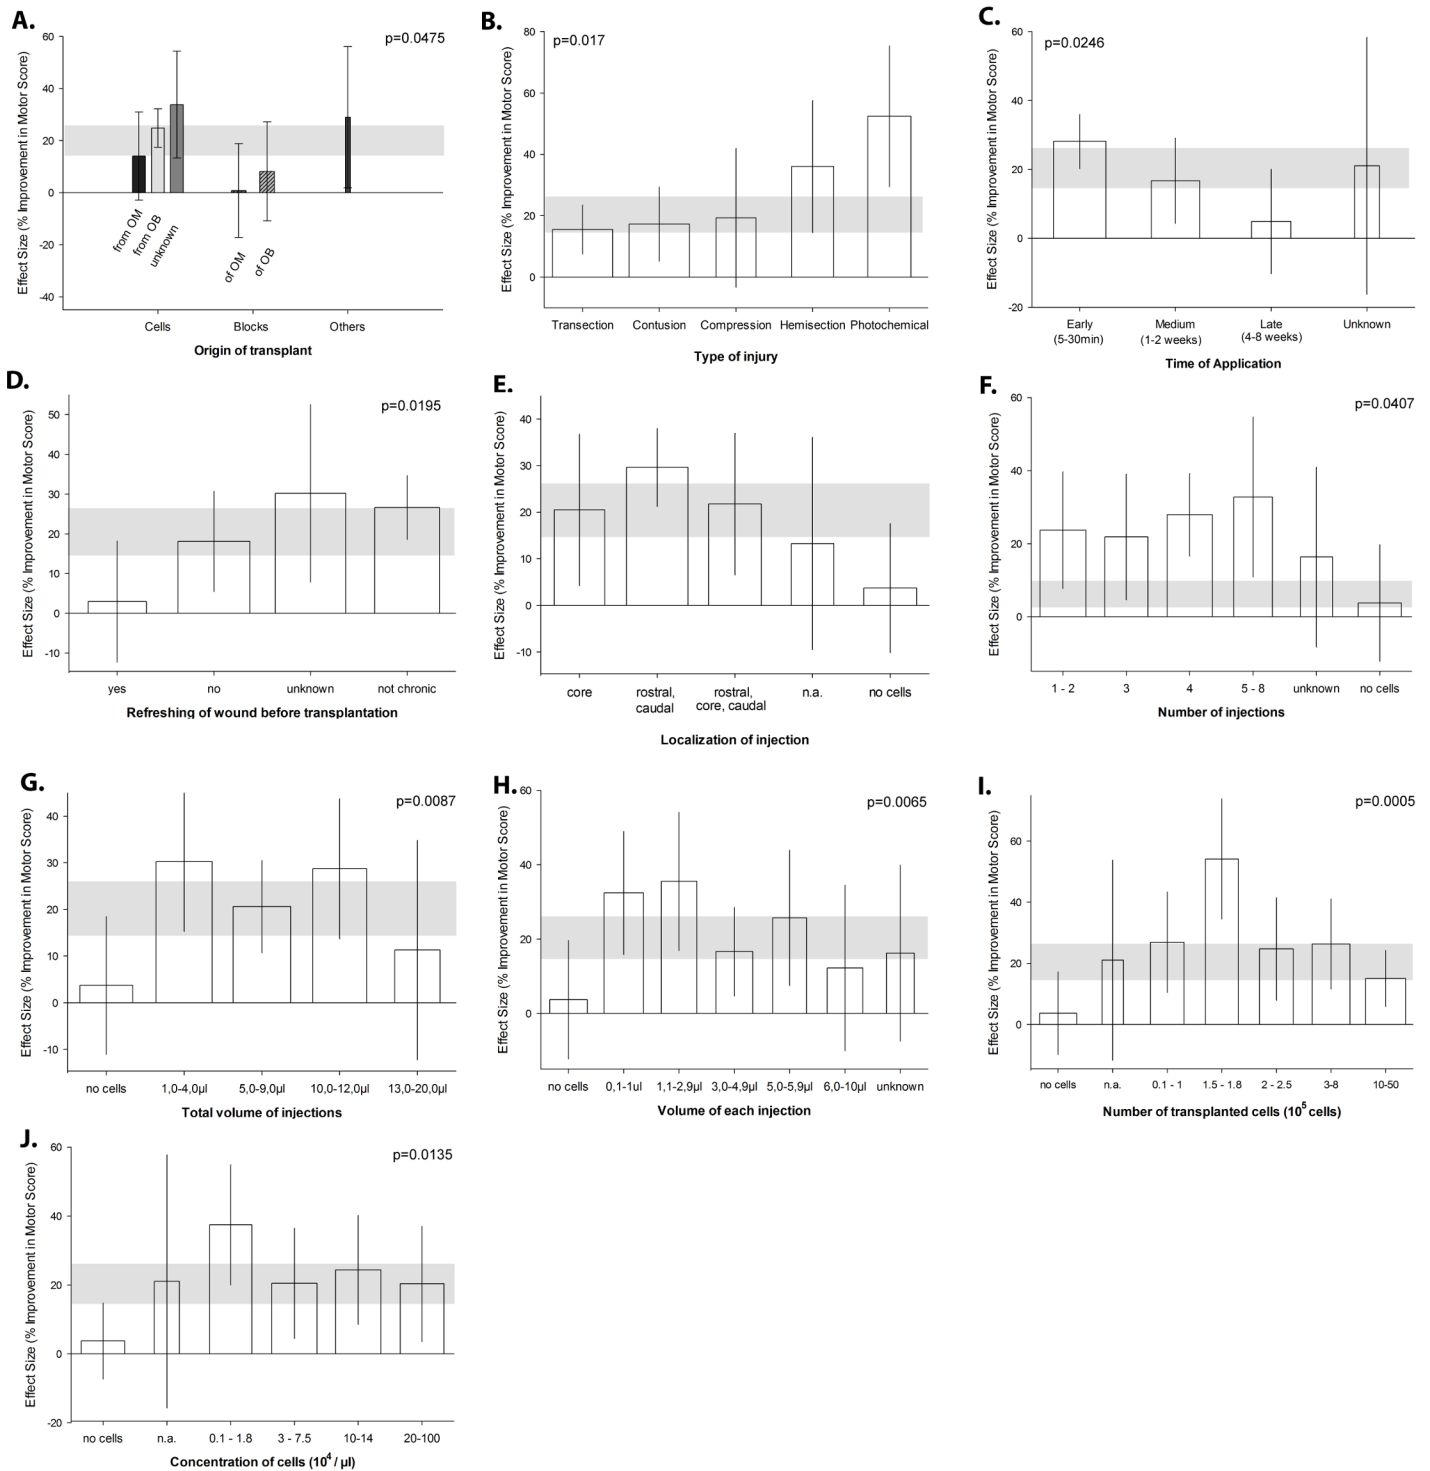 A.
p=0.0475
Effect Size (% Improvement in Motor Score)
60
40
20
0
-20
-40
from OM
from OB
unknown
of OM
of OB
Cells
Blocks
Others
Origin of transplant
B.
p=0.017
Effect Size (% Improvement in Motor Score)
80
60
40
20
0
Transection
Contusion
Compression
Hemisection
Photochemical
Type of injury
C.
p=0.0246
Effect Size (% Improvement in Motor Score)
60
40
20
0
-20
Early
(5-30min)
Medium
(1-2 weeks)
Late
(4-8 weeks)
Unknown
Time of Application
D.
p=0.0195
Effect Size (% Improvement in Motor Score)
50
40
30
20
10
0
-10
yes
no
unknown
not chronic
Refreshing of wound before transplantation
E.
Effect Size (% Improvement in Motor Score)
40
30
20
10
0
-10
core
rostral,
caudal
rostral,
core, caudal
n.a.
no cells
Localization of injection
F.
p=0.0407
Effect Size (% Improvement in Motor Score)
60
40
20
0
1 - 2
3
4
5 - 8
unknown
no cells
Number of injections
G.
p=0.0087
Effect Size (% Improvement in Motor Score)
40
30
20
10
0
-10
no cells
1,0-4,0µl
5,0-9,0µl
10,0-12,0µl
13,0-20,0µl
Total volume of injections
H.
p=0.0065
Effect Size (% Improvement in Motor Score)
60
40
20
0
no cells
0,1-1ul
1,1-2,9µl
3,0-4,9µl
5,0-5,9µl
6,0-10µl
unknown
Volume of each injection
I.
p=0.0005
Effect Size (% Improvement in Motor Score)
60
40
20
0
no cells
n.a.
0.1 - 1
1.5 - 1.8
2 - 2.5
3-8
10-50
Number of transplanted cells (10⁵ cells)
J.
p=0.0135
Effect Size (% Improvement in Motor Score)
60
40
20
0
-20
no cells
n.a.
0.1 - 1.8
3 - 7.5
10-14
20-100
Concentration of cells (10⁴ / µl)